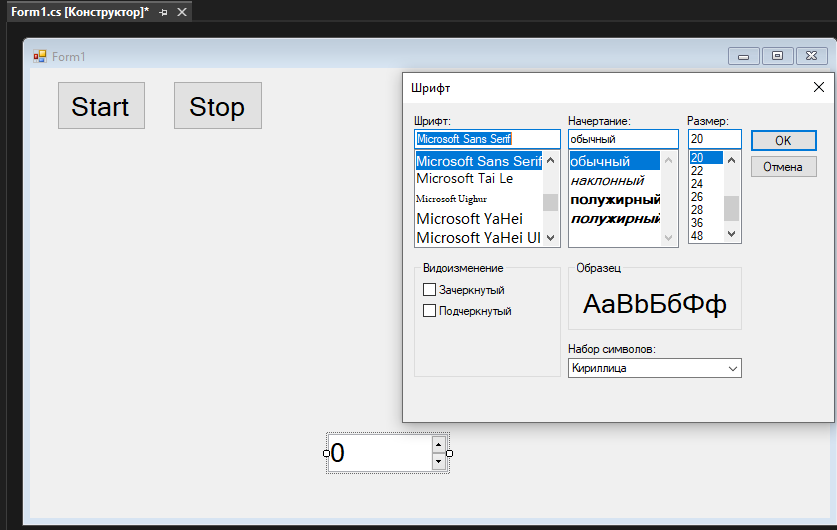 Form1.cs [Конструктор]*
Form1
Start
Stop
Шрифт
Шрифт:
Начертание:
Размер:
Microsoft Sans Serif
обычный
20
OK
Microsoft Sans Serif
обычный
20
Отмена
Microsoft Tai Le
наклонный
22
24
Microsoft Uighur
полужирный
26
Microsoft YaHei
полужирный
28
36
Microsoft YaHei UI
48
Видоизменение
Зачеркнутый
Подчеркнутый
Образец
АаBbБбФф
Набор символов:
Кириллица
0